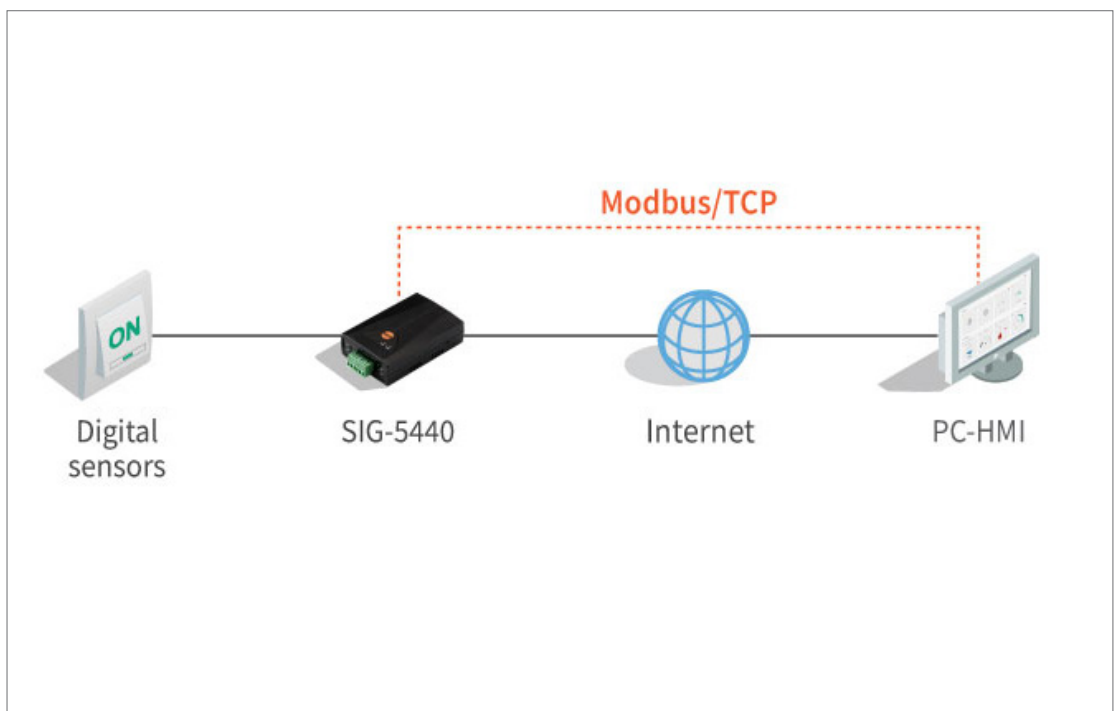 Modbus/TCP
ON
Digital
sensors
SIG-5440
Internet
PC-HMI